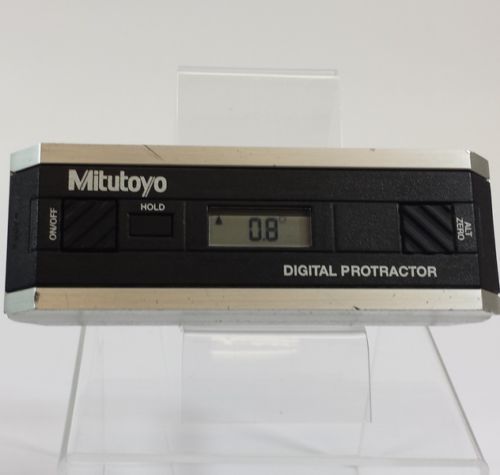 Mitutoyo
HOLD
ON/OFF
0.8°
ALT
ZERO
DIGITAL PROTRACTOR